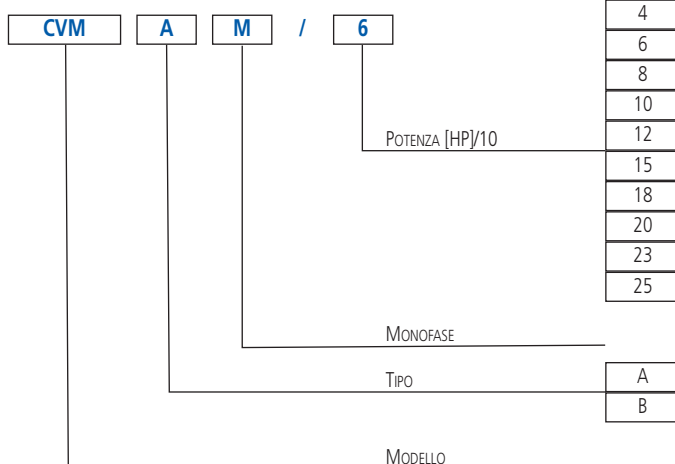 CVM A M / 6
4
6
8
10
POTENZA [HP]/10
12
15
18
20
23
25
MONOFASE
TIPO
A
B
MODELLO